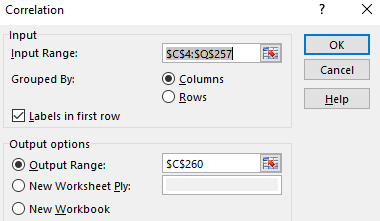 Correlation
Input
Input Range: $C$4:$Q$257
OK
Cancel
Grouped By: Columns
Rows
Help
Labels in first row
Output options
Output Range: $C$260
New Worksheet Ply:
New Workbook